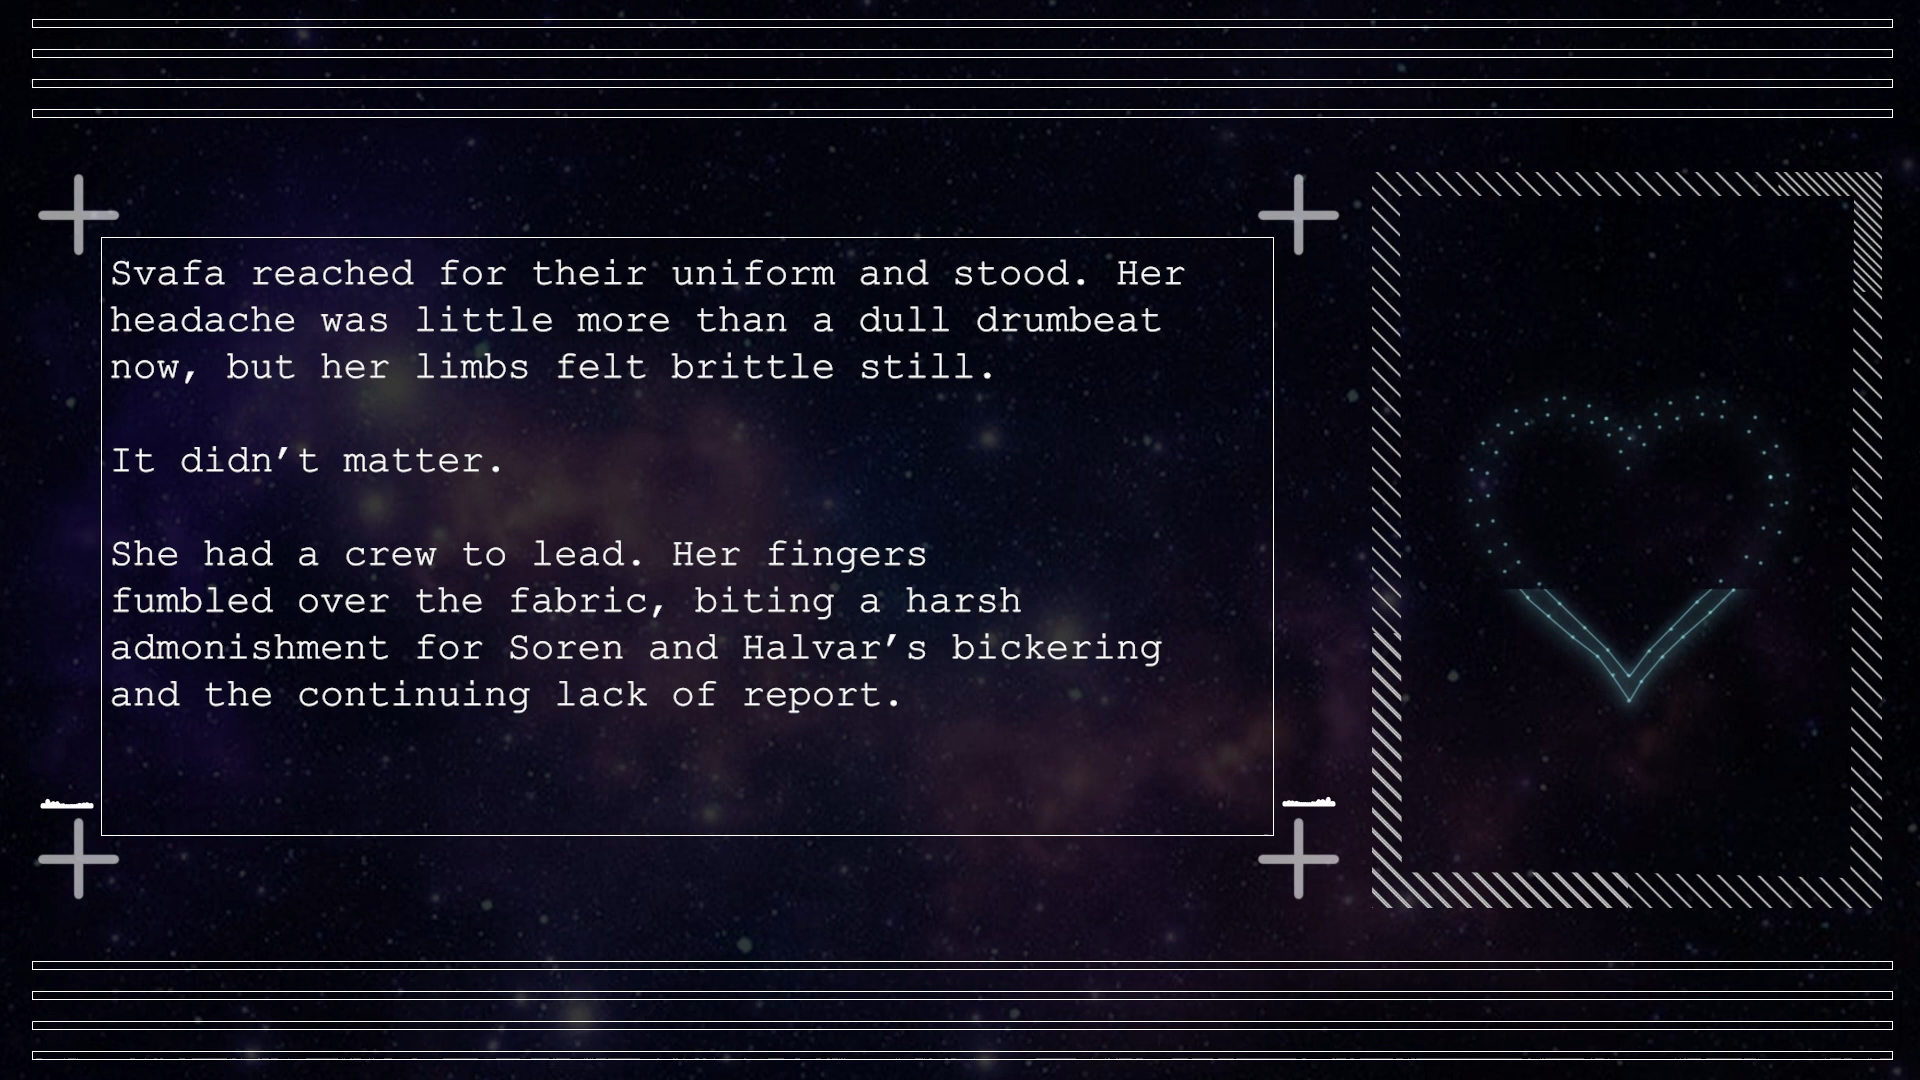 Svafa reached for their uniform and stood. Her
headache was little more than a dull drumbeat
now, but her limbs felt brittle still.
It didn’t matter.
She had a crew to lead. Her fingers
fumbled over the fabric, biting a harsh
admonishment for Soren and Halvar’s bickering
and the continuing lack of report.